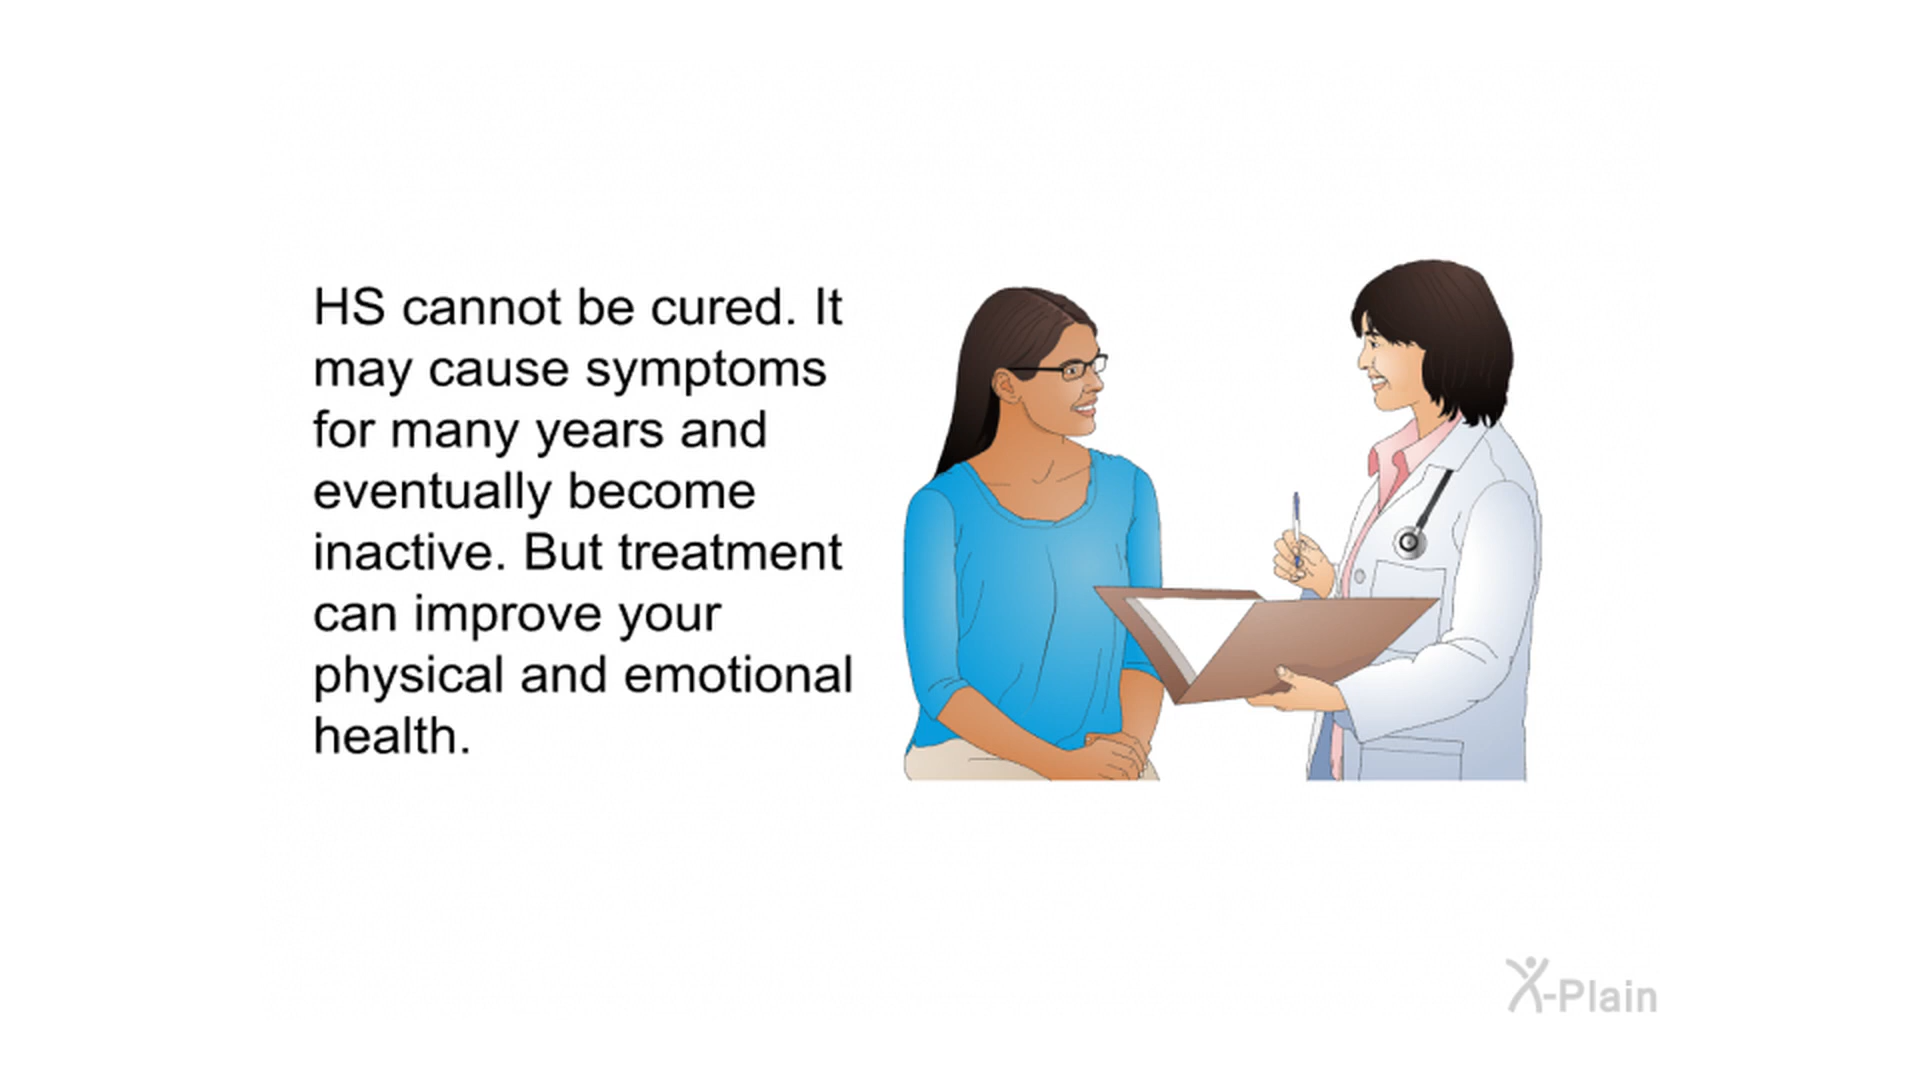 HS cannot be cured. It
may cause symptoms
for many years and
eventually become
inactive. But treatment
can improve your
physical and emotional
health.
X-Plain